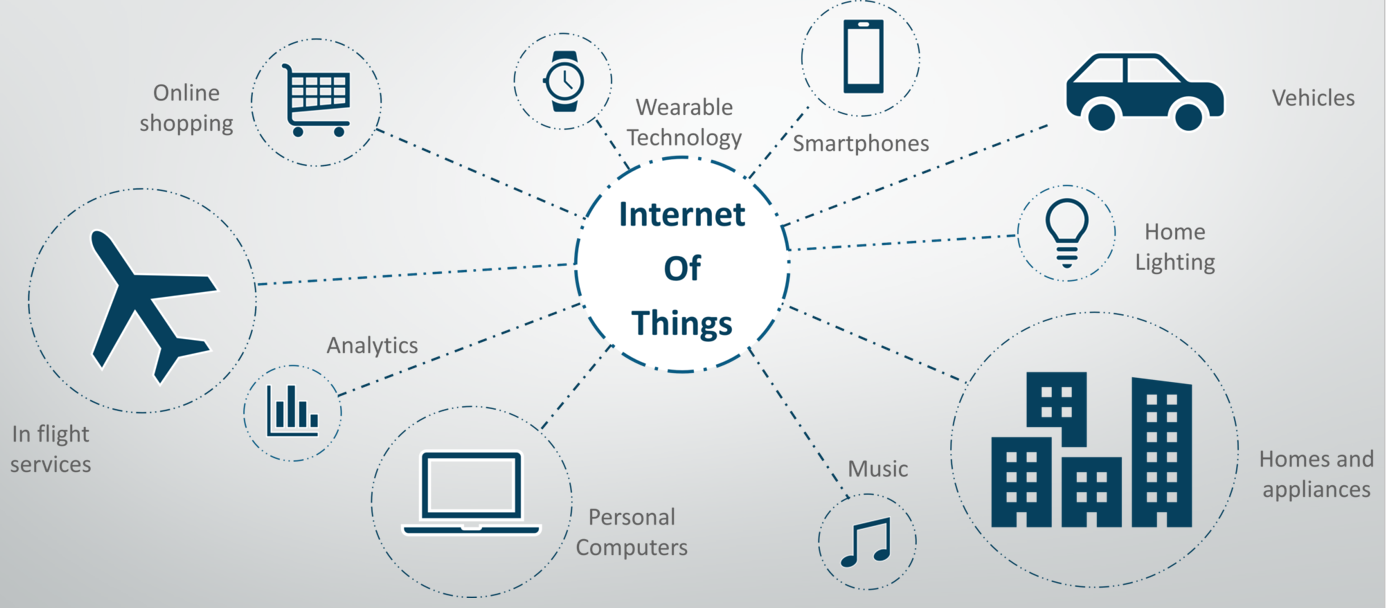 Online
shopping
Wearable
Technology
Smartphones
Vehicles
Internet
Of
Things
Home
Lighting
Analytics
In flight
services
Personal
Computers
Music
Homes and
appliances